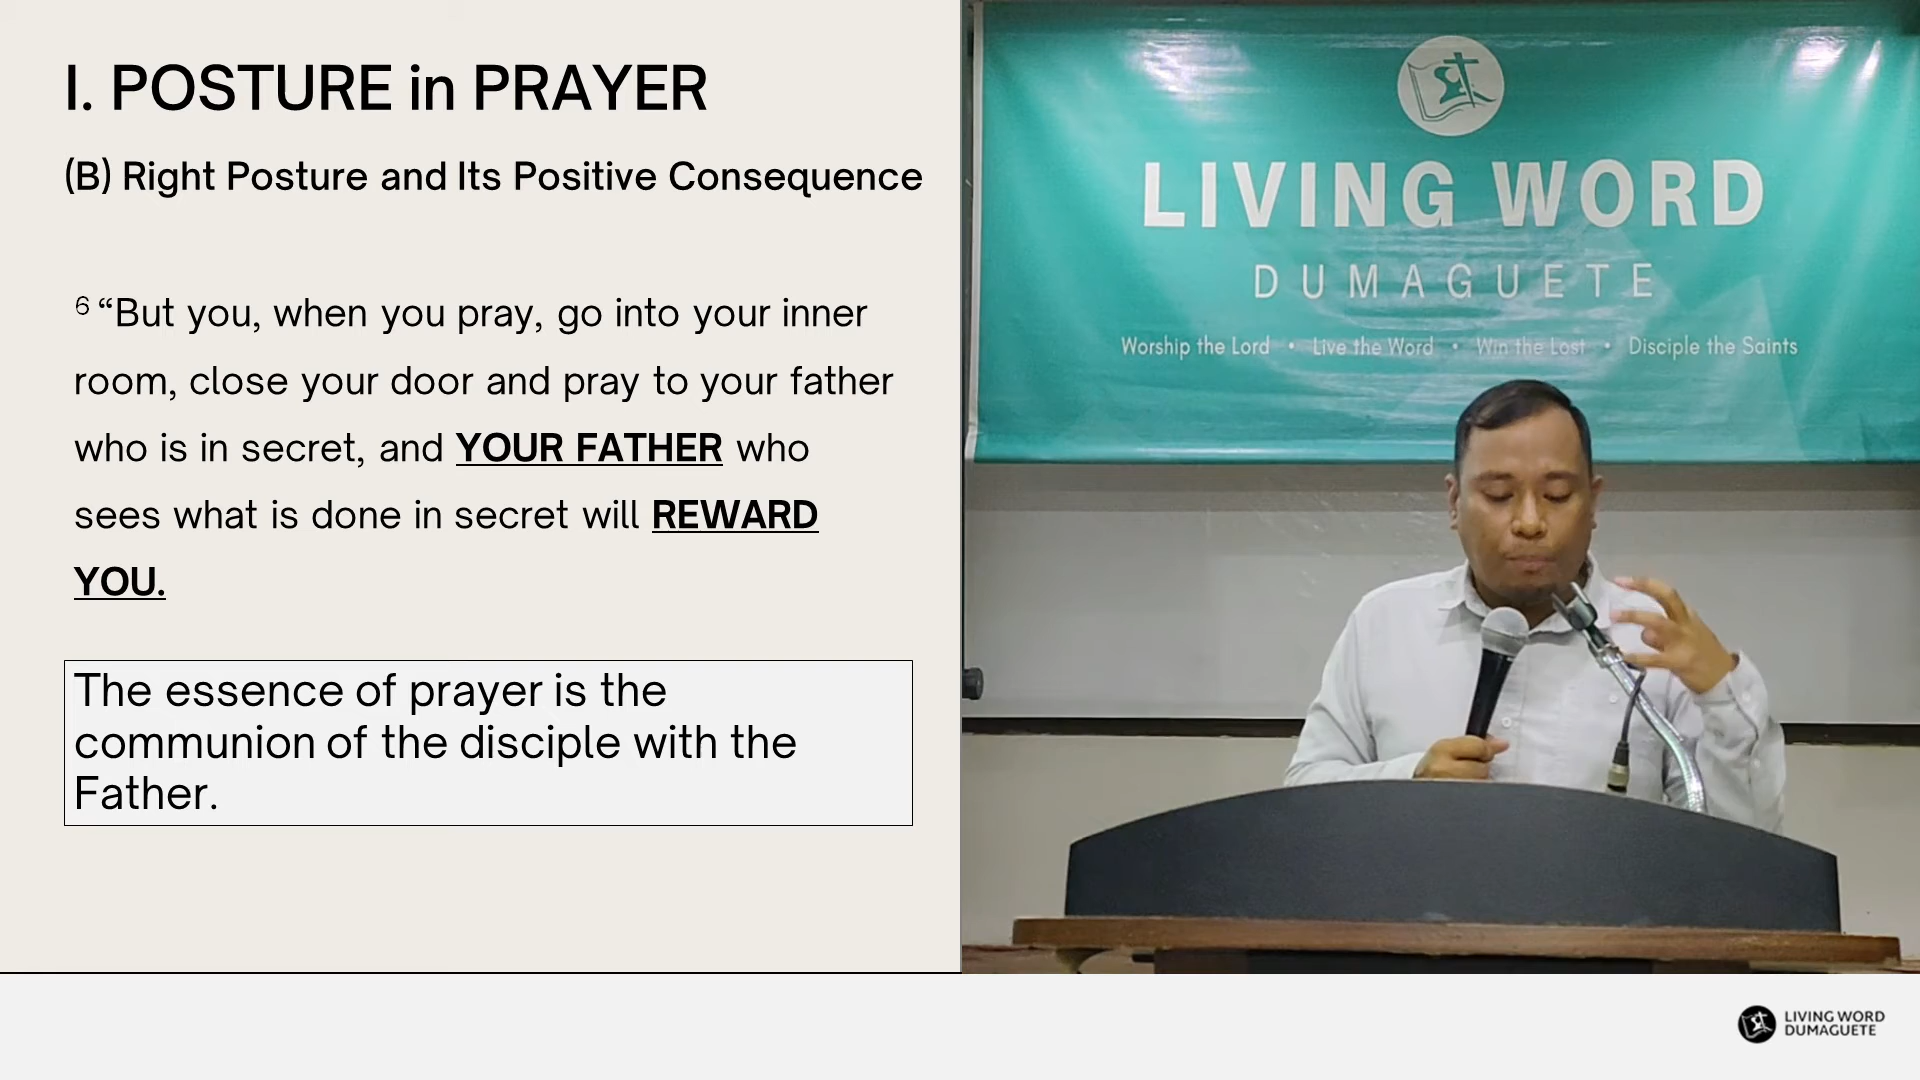 I. POSTURE in PRAYER
(B) Right Posture and Its Positive Consequence
6 “But you, when you pray, go into your inner
room, close your door and pray to your father
who is in secret, and YOUR FATHER who
sees what is done in secret will REWARD
YOU.
The essence of prayer is the
communion of the disciple with the
Father.
LIVING WORD
DUMAGUETE
Worship the Lord • Live the Word • Win the Lost • Disciple the Saints
LIVING WORD
DUMAGUETE